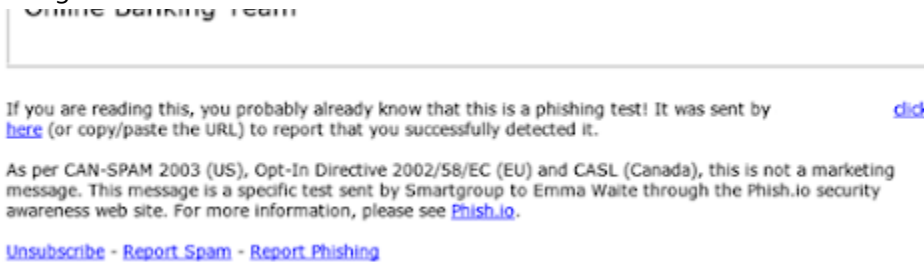 Online Banking Team
If you are reading this, you probably already know that this is a phishing test! It was sent by click
here (or copy/paste the URL) to report that you successfully detected it.
As per CAN-SPAM 2003 (US), Opt-In Directive 2002/58/EC (EU) and CASL (Canada), this is not a marketing
message. This message is a specific test sent by Smartgroup to Emma Waite through the Phish.io security
awareness web site. For more information, please see Phish.io.
Unsubscribe - Report Spam - Report Phishing